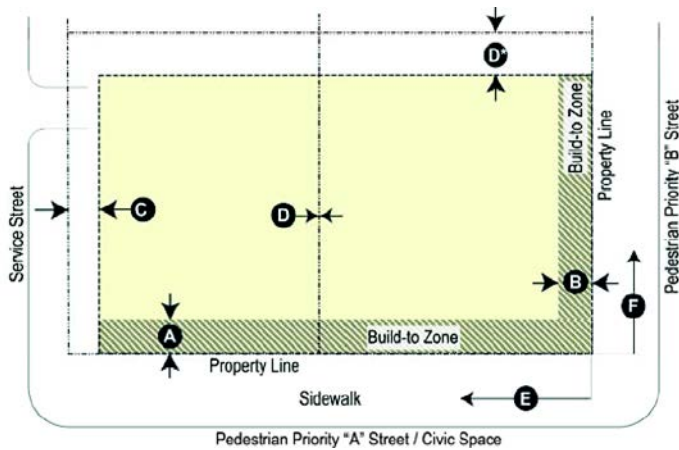 D*
Build-to Zone
Property Line
Pedestrian Priority "B" Street
Service Street
C
D
B
F
A
Build-to Zone
Property Line
Sidewalk
E
Pedestrian Priority "A" Street / Civic Space